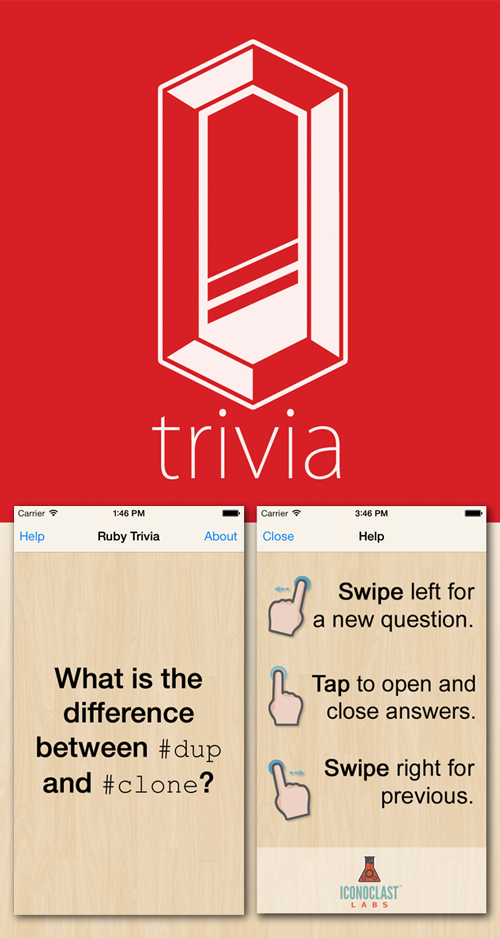 trivia
Carrier 1:46 PM
Help Ruby Trivia About
What is the
difference
between #dup
and #clone?
Carrier 3:46 PM
Close Help
Swipe left for
a new question.
Tap to open and
close answers.
Swipe right for
previous.
ICONOCLAST™
LABS